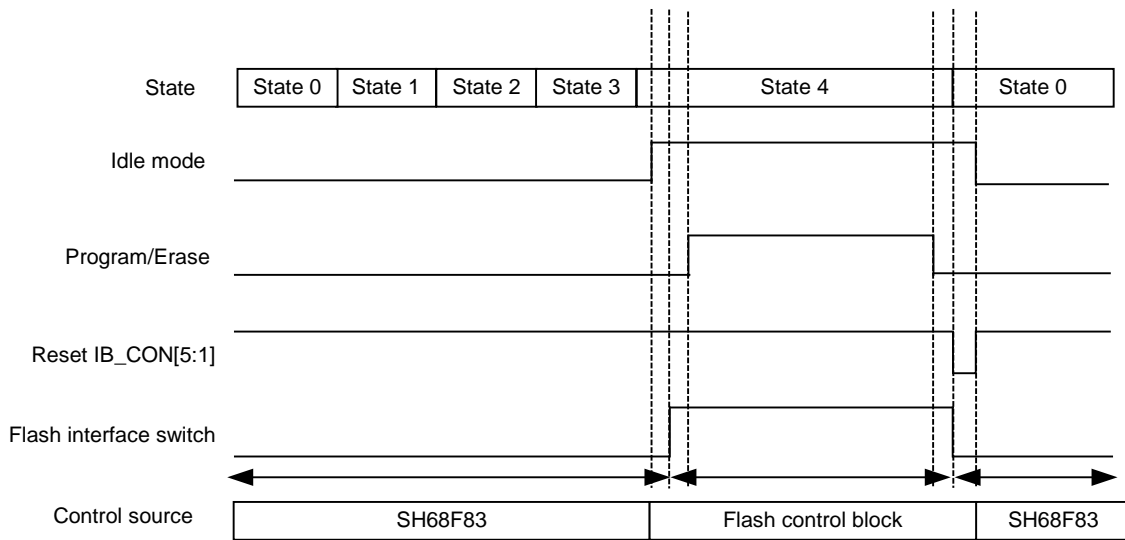 State State 0 State 1 State 2 State 3 State 4 State 0
Idle mode
Program/Erase
Reset IB_CON[5:1]
Flash interface switch
Control source SH68F83 Flash control block SH68F83